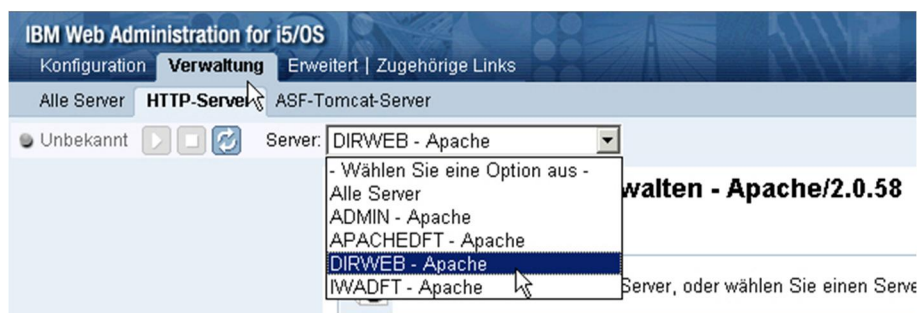 IBM Web Administration for i5/OS
Konfiguration Verwaltung Erweitert | Zugehörige Links
Alle Server HTTP-Server ASF-Tomcat-Server
Unbekannt Server: DIRWEB - Apache
- Wählen Sie eine Option aus -
Alle Server
walten - Apache/2.0.58
ADMIN - Apache
APACHEDFT - Apache
DIRWEB - Apache
IWADFT - Apache
Server, oder wählen Sie einen Serve